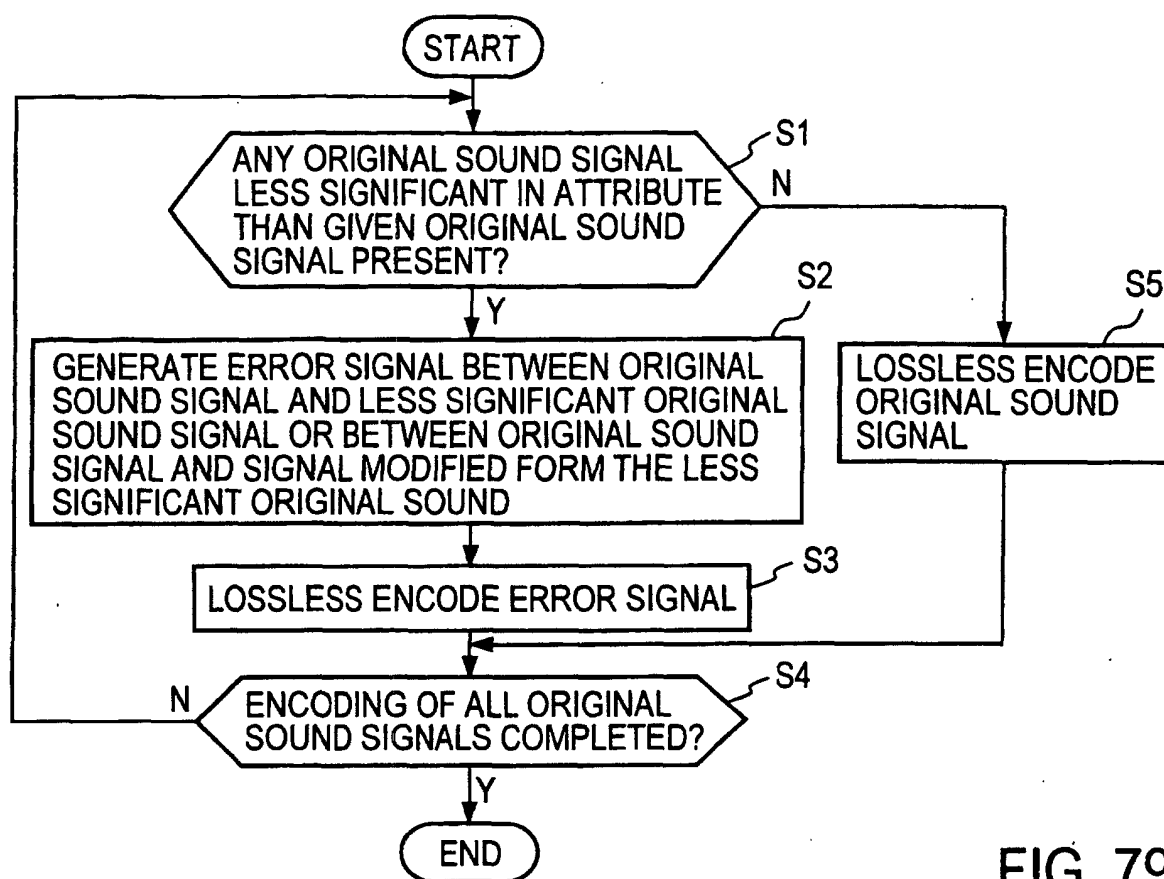 START
ANY ORIGINAL SOUND SIGNAL
LESS SIGNIFICANT IN ATTRIBUTE
THAN GIVEN ORIGINAL SOUND
SIGNAL PRESENT?
S1
N
Y
S2
GENERATE ERROR SIGNAL BETWEEN ORIGINAL
SOUND SIGNAL AND LESS SIGNIFICANT ORIGINAL
SOUND SIGNAL OR BETWEEN ORIGINAL SOUND
SIGNAL AND SIGNAL MODIFIED FORM THE LESS
SIGNIFICANT ORIGINAL SOUND
S5
LOSSLESS ENCODE
ORIGINAL SOUND
SIGNAL
S3
LOSSLESS ENCODE ERROR SIGNAL
S4
N
ENCODING OF ALL ORIGINAL
SOUND SIGNALS COMPLETED?
Y
END
FIG. 79